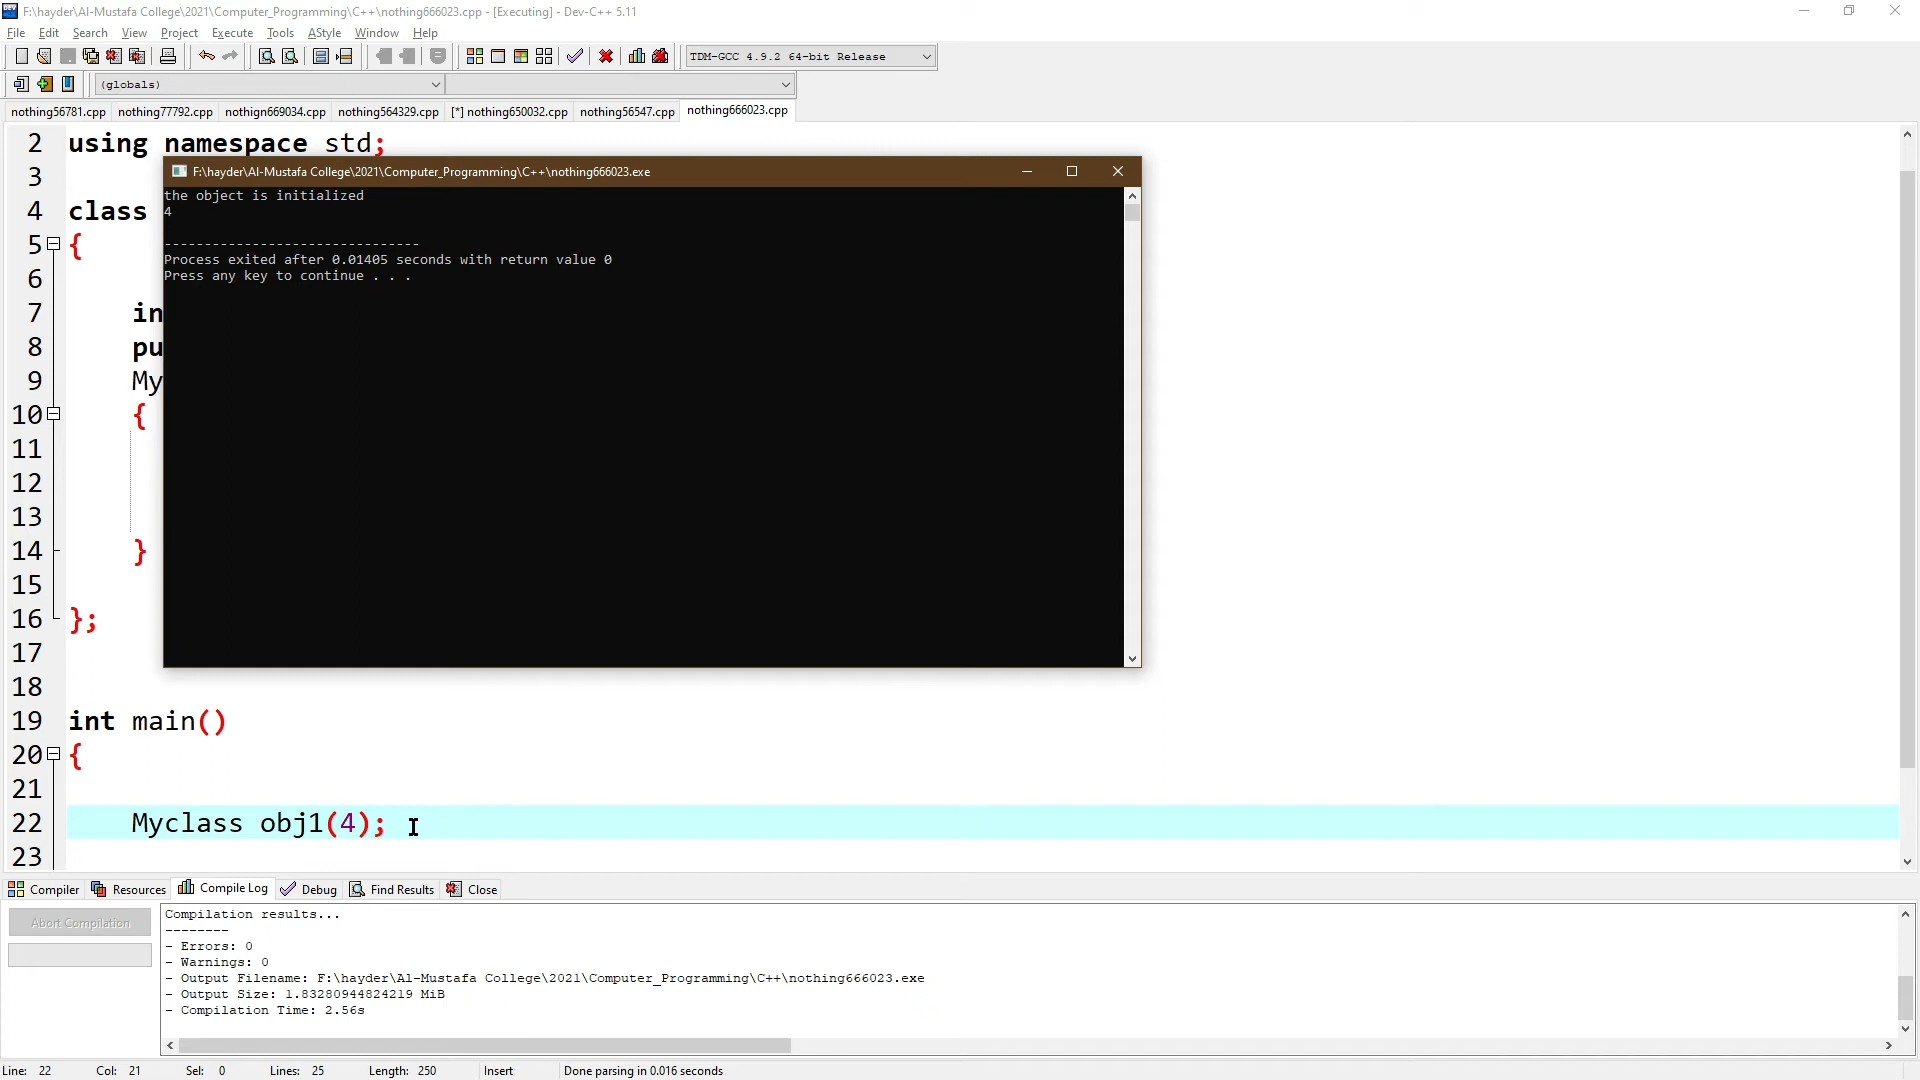 F:\hayder\Al-Mustafa College\2021\Computer_Programming\C++\nothing666023.cpp - [Executing] - Dev-C++ 5.11
File Edit Search View Project Execute Tools AStyle Window Help
TDM-GCC 4.9.2 64-bit Release
(globals)
nothing56781.cpp nothing77792.cpp nothign669034.cpp nothing564329.cpp [*] nothing650032.cpp nothing56547.cpp nothing666023.cpp
2 using namespace std;
3
4 class
5 {
6
7 in
8 pu
9 My
10 {
11
12
13
14 }
15
16 };
17
18
19 int main()
20 {
21
22 Myclass obj1(4);
23
F:\hayder\Al-Mustafa College\2021\Computer_Programming\C++\nothing666023.exe
the object is initialized
4
--------------------------------
Process exited after 0.01405 seconds with return value 0
Press any key to continue . . .
Compiler Resources Compile Log Debug Find Results Close
Abort Compilation
Compilation results...
--------
- Errors: 0
- Warnings: 0
- Output Filename: F:\hayder\Al-Mustafa College\2021\Computer_Programming\C++\nothing666023.exe
- Output Size: 1.83280944824219 MiB
- Compilation Time: 2.56s
Line: 22 Col: 21 Sel: 0 Lines: 25 Length: 250 Insert Done parsing in 0.016 seconds